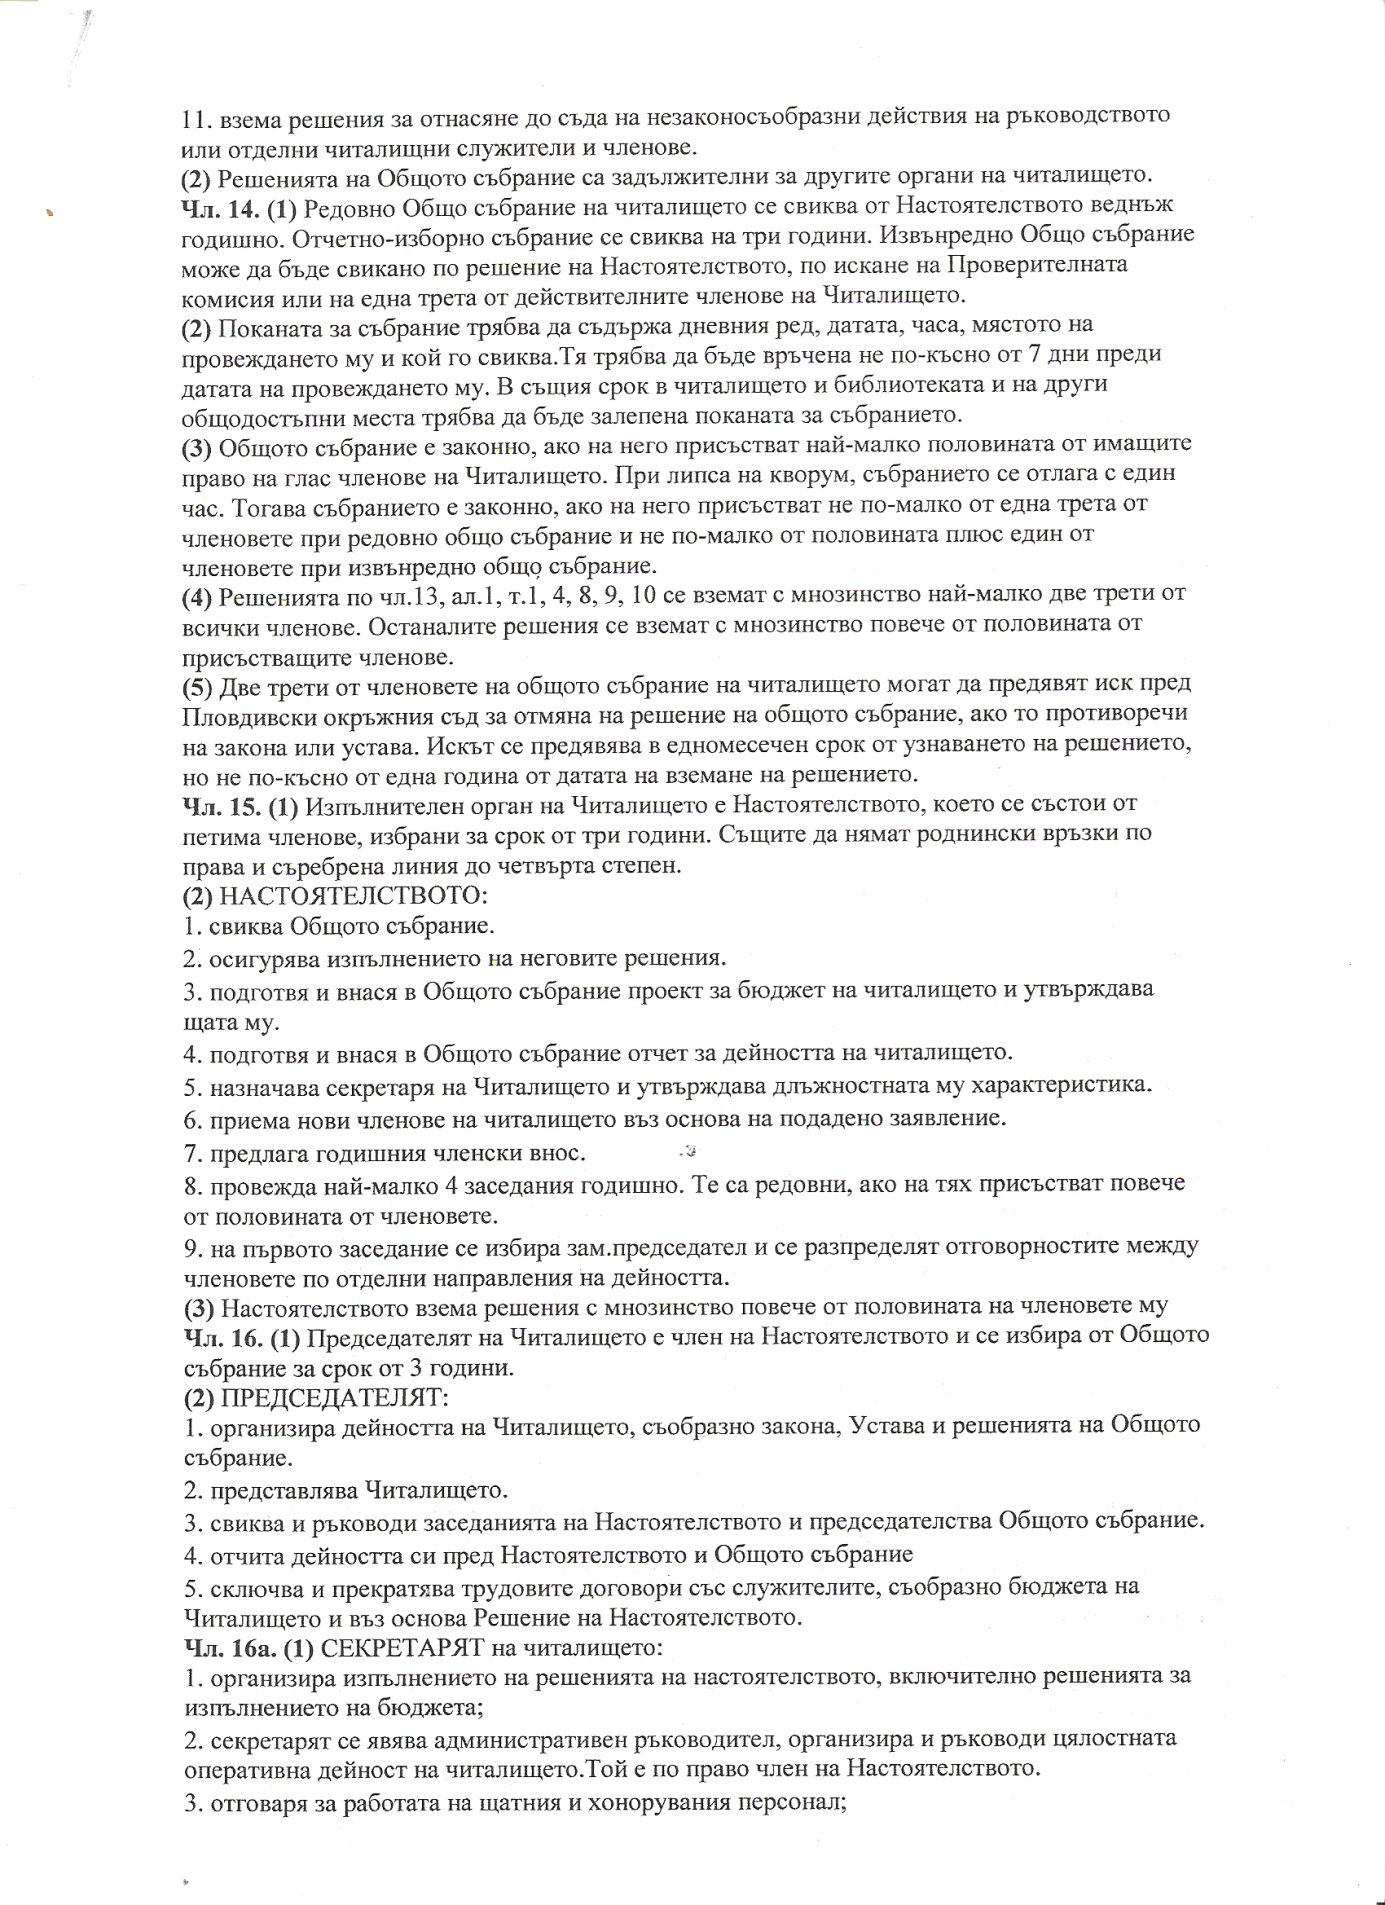 11. взема решения за отнасяне до съда на незаконосъобразни действия на ръководството
или отделни читалищни служители и членове.
(2) Решенията на Общото събрание са задължителни за другите органи на читалището.
Чл. 14. (1) Редовно Общо събрание на читалището се свиква от Настоятелството веднъж
годишно. Отчетно-изборно събрание се свиква на три години. Извънредно Общо събрание
може да бъде свикано по решение на Настоятелството, по искане на Проверителната
комисия или на една трета от действителните членове на Читалището.
(2) Поканата за събрание трябва да съдържа дневния ред, датата, часа, мястото на
провеждането му и кой го свиква.Тя трябва да бъде връчена не по-късно от 7 дни преди
датата на провеждането му. В същия срок в читалището и библиотеката и на други
общодостъпни места трябва да бъде залепена поканата за събранието.
(3) Общото събрание е законно, ако на него присъстват най-малко половината от имащите
право на глас членове на Читалището. При липса на кворум, събранието се отлага с един
час. Тогава събранието е законно, ако на него присъстват не по-малко от една трета от
членовете при редовно общо събрание и не по-малко от половината плюс един от
членовете при извънредно общо събрание.
(4) Решенията по чл.13, ал.1, т.1, 4, 8, 9, 10 се вземат с мнозинство най-малко две трети от
всички членове. Останалите решения се вземат с мнозинство повече от половината от
присъстващите членове.
(5) Две трети от членовете на общото събрание на читалището могат да предявят иск пред
Пловдивски окръжния съд за отмяна на решение на общото събрание, ако то противоречи
на закона или устава. Искът се предявява в едномесечен срок от узнаването на решението,
но не по-късно от една година от датата на вземане на решението.
Чл. 15. (1) Изпълнителен орган на Читалището е Настоятелството, което се състои от
петима членове, избрани за срок от три години. Същите да нямат роднински връзки по
права и съребрена линия до четвърта степен.
(2) НАСТОЯТЕЛСТВОТО:
1. свиква Общото събрание.
2. осигурява изпълнението на неговите решения.
3. подготвя и внася в Общото събрание проект за бюджет на читалището и утвърждава
щата му.
4. подготвя и внася в Общото събрание отчет за дейността на читалището.
5. назначава секретаря на Читалището и утвърждава длъжностната му характеристика.
6. приема нови членове на читалището въз основа на подадено заявление.
7. предлага годишния членски внос.
8. провежда най-малко 4 заседания годишно. Те са редовни, ако на тях присъстват повече
от половината от членовете.
9. на първото заседание се избира зам.председател и се разпределят отговорностите между
членовете по отделни направления на дейността.
(3) Настоятелството взема решения с мнозинство повече от половината на членовете му
Чл. 16. (1) Председателят на Читалището е член на Настоятелството и се избира от Общото
събрание за срок от 3 години.
(2) ПРЕДСЕДАТЕЛЯТ:
1. организира дейността на Читалището, съобразно закона, Устава и решенията на Общото
събрание.
2. представлява Читалището.
3. свиква и ръководи заседанията на Настоятелството и председателства Общото събрание.
4. отчита дейността си пред Настоятелството и Общото събрание
5. сключва и прекратява трудовите договори със служителите, съобразно бюджета на
Читалището и въз основа Решение на Настоятелството.
Чл. 16а. (1) СЕКРЕТАРЯТ на читалището:
1. организира изпълнението на решенията на настоятелството, включително решенията за
изпълнението на бюджета;
2. секретарят се явява административен ръководител, организира и ръководи цялостната
оперативна дейност на читалището.Той е по право член на Настоятелството.
3. отговаря за работата на щатния и хонорувания персонал;